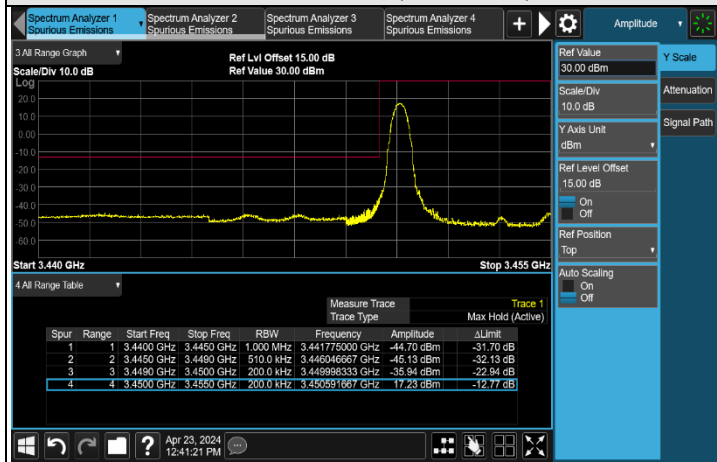 Spectrum Analyzer 1
Spurious Emissions
Spectrum Analyzer 2
Spurious Emissions
Spectrum Analyzer 3
Spurious Emissions
Spectrum Analyzer 4
Spurious Emissions
+
Amplitude
3 All Range Graph
Scale/Div 10.0 dB
Ref Lvl Offset 15.00 dB
Ref Value 30.00 dBm
Log
20.0
10.0
0.00
-10.0
-20.0
-30.0
-40.0
-50.0
-60.0
Start 3.440 GHz
Stop 3.455 GHz
4 All Range Table
Measure Trace Trace 1
Trace Type Max Hold (Active)
Spur Range Start Freq Stop Freq RBW Frequency Amplitude ΔLimit
1 1 3.4400 GHz 3.4450 GHz 1.000 MHz 3.441775000 GHz -44.70 dBm -31.70 dB
2 2 3.4450 GHz 3.4490 GHz 510.0 kHz 3.446046667 GHz -45.13 dBm -32.13 dB
3 3 3.4490 GHz 3.4500 GHz 200.0 kHz 3.449998333 GHz -35.94 dBm -22.94 dB
4 4 3.4500 GHz 3.4550 GHz 200.0 kHz 3.450591667 GHz 17.23 dBm -12.77 dB
?
Apr 23, 2024
12:41:21 PM
Ref Value
30.00 dBm
Scale/Div
10.0 dB
Y Axis Unit
dBm
Ref Level Offset
15.00 dB
On
Off
Ref Position
Top
Auto Scaling
On
Off
Y Scale
Attenuation
Signal Path